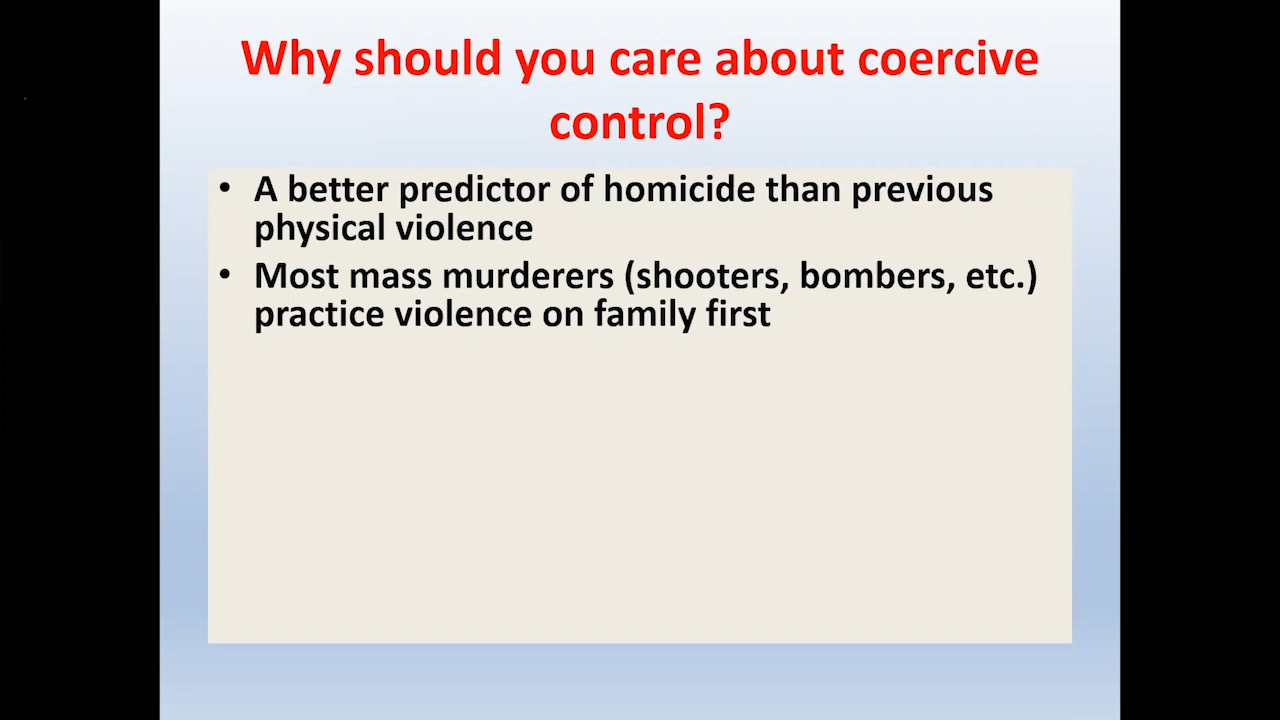 Why should you care about coercive
control?
• A better predictor of homicide than previous
physical violence
• Most mass murderers (shooters, bombers, etc.)
practice violence on family first